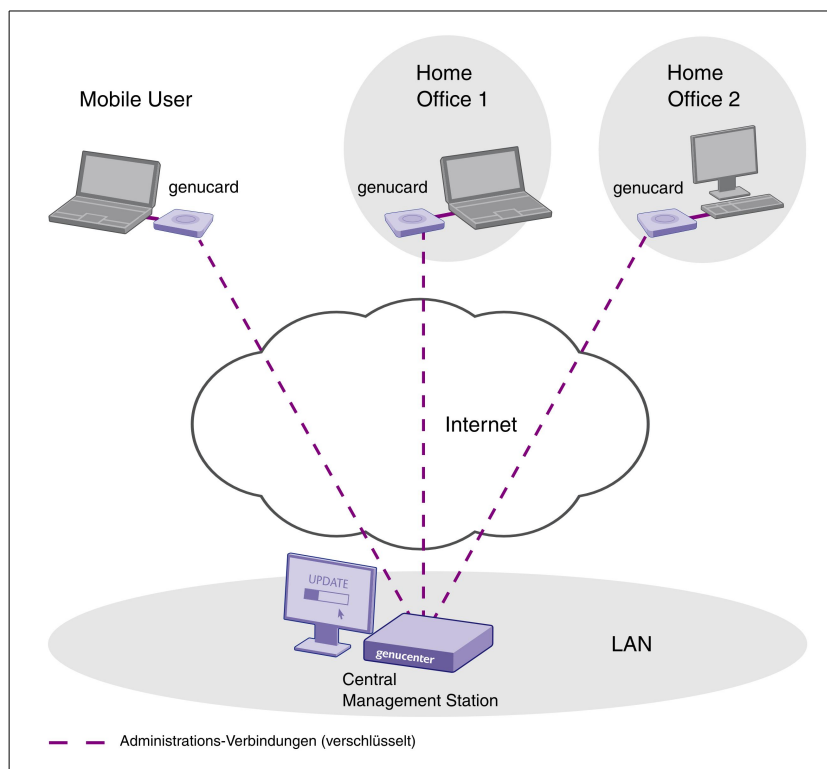 Mobile User
Home
Office 1
Home
Office 2
genucard
genucard
genucard
Internet
UPDATE
genucenter
LAN
Central
Management Station
Administrations-Verbindungen (verschlüsselt)